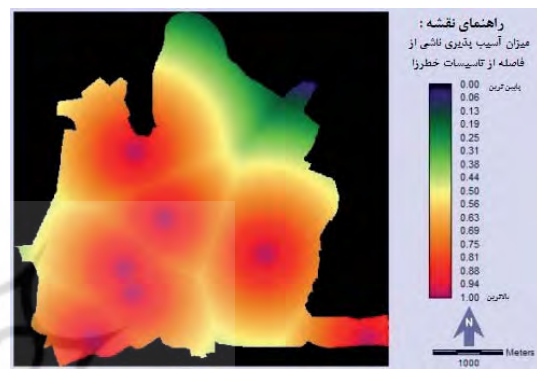 راهنمای نقشه :
میزان آسیب پذیری ناشی از
فاصله از تاسیسات خطرزا
0.00 پایین ترین
0.06
0.13
0.19
0.25
0.31
0.38
0.44
0.50
0.56
0.63
0.69
0.75
0.81
0.88
0.94
1.00 بالاترین
N
Meters
1000